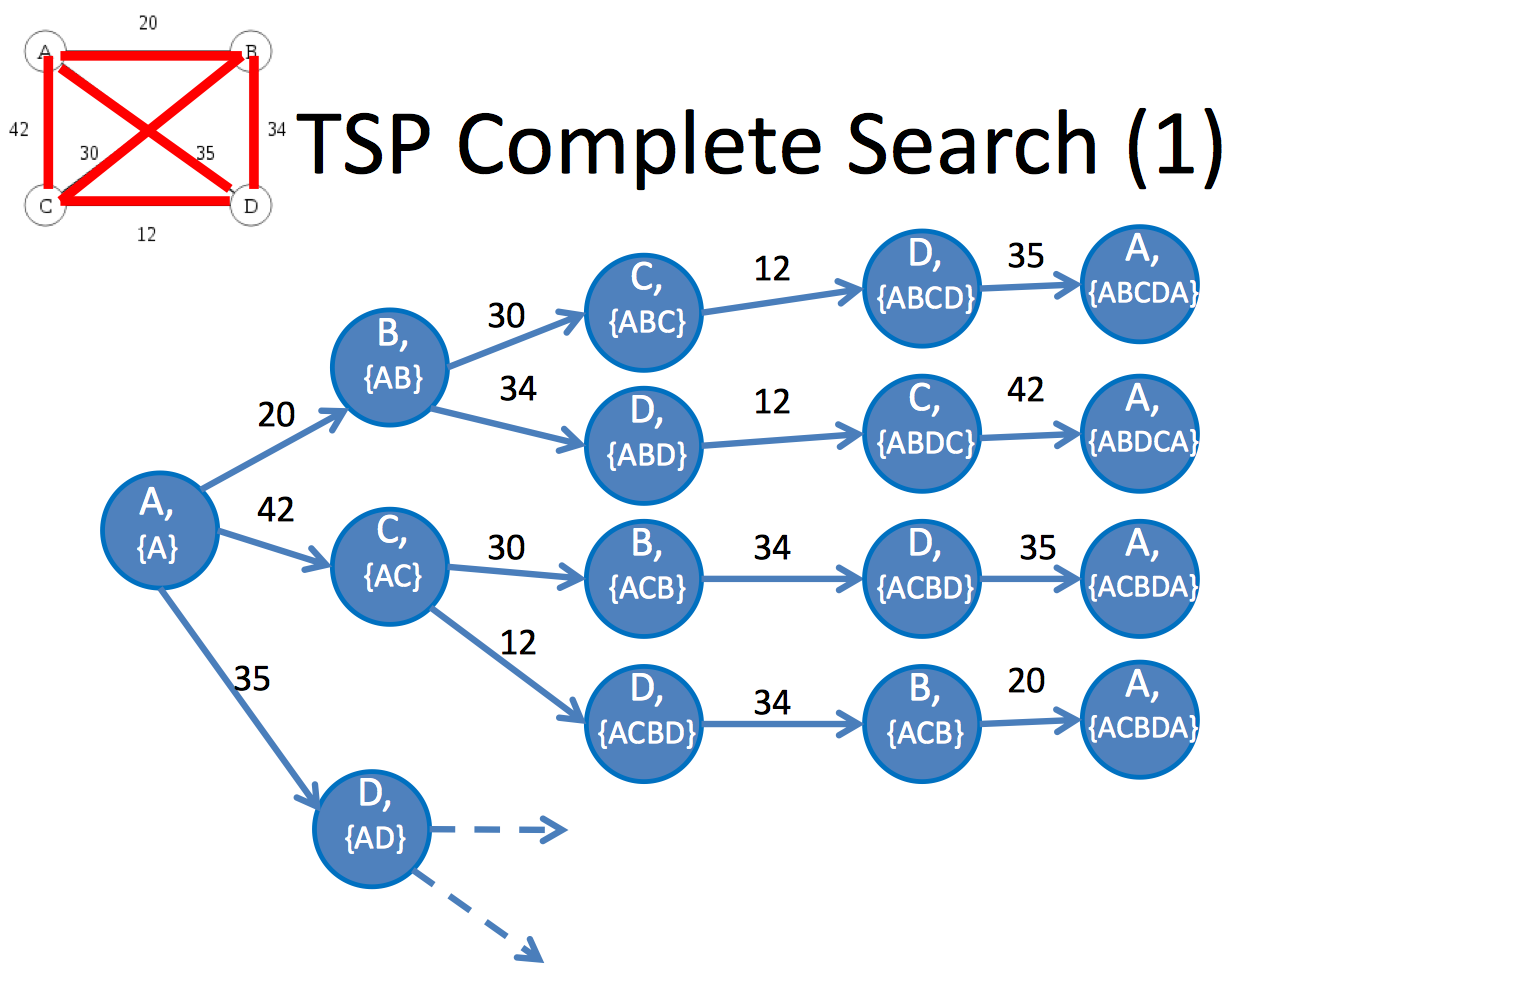 20
A
B
42
34
30
35
C
D
12
TSP Complete Search (1)
A,
{A}
20
42
35
B,
{AB}
C,
{AC}
D,
{AD}
30
34
30
12
C,
{ABC}
D,
{ABD}
B,
{ACB}
D,
{ACBD}
12
12
34
34
D,
{ABCD}
C,
{ABDC}
D,
{ACBD}
B,
{ACB}
35
42
35
20
A,
{ABCDA}
A,
{ABDCA}
A,
{ACBDA}
A,
{ACBDA}